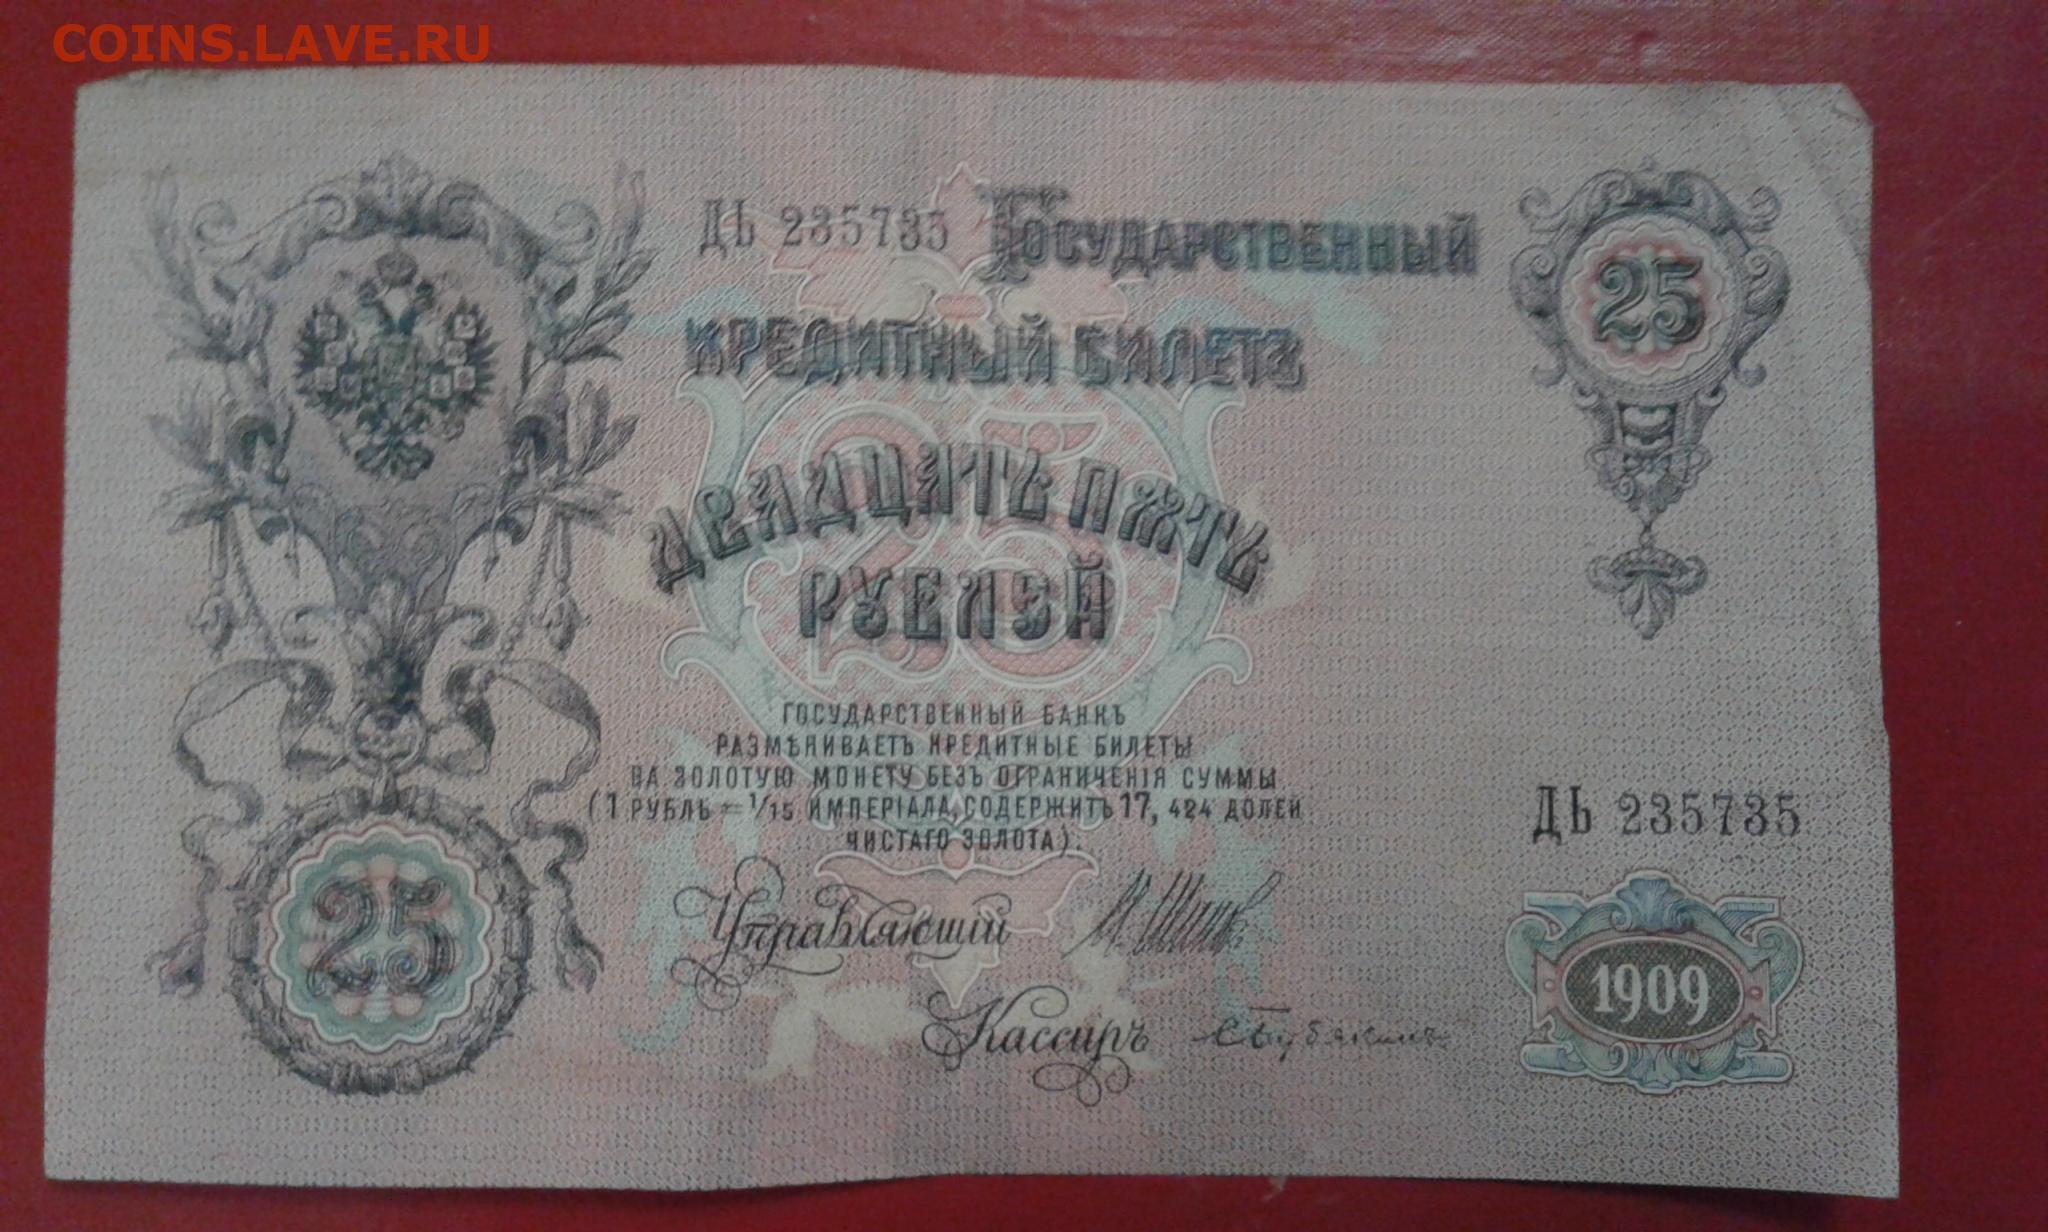 COINS.LAVE.RU
ДЬ 235735 ГОСУДАРСТВЕННЫЙ
25
КРЕДИТНЫЙ БИЛЕТЪ
25
ДВАДЦАТЬ ПЯТЬ
РУБЛЕЙ
ГОСУДАРСТВЕННЫЙ БАНКЪ
РАЗМѢНИВАЕТЪ КРЕДИТНЫЕ БИЛЕТЫ
НА ЗОЛОТУЮ МОНЕТУ БЕЗЪ ОГРАНИЧЕНІЯ СУММЫ
(1 РУБЛЬ = 1/15 ИМПЕРІАЛА, СОДЕРЖИТЪ 17, 424 ДОЛЕЙ
ЧИСТАГО ЗОЛОТА).
ДЬ 235735
25
Управляющій И. Шипов
Кассиръ
1909